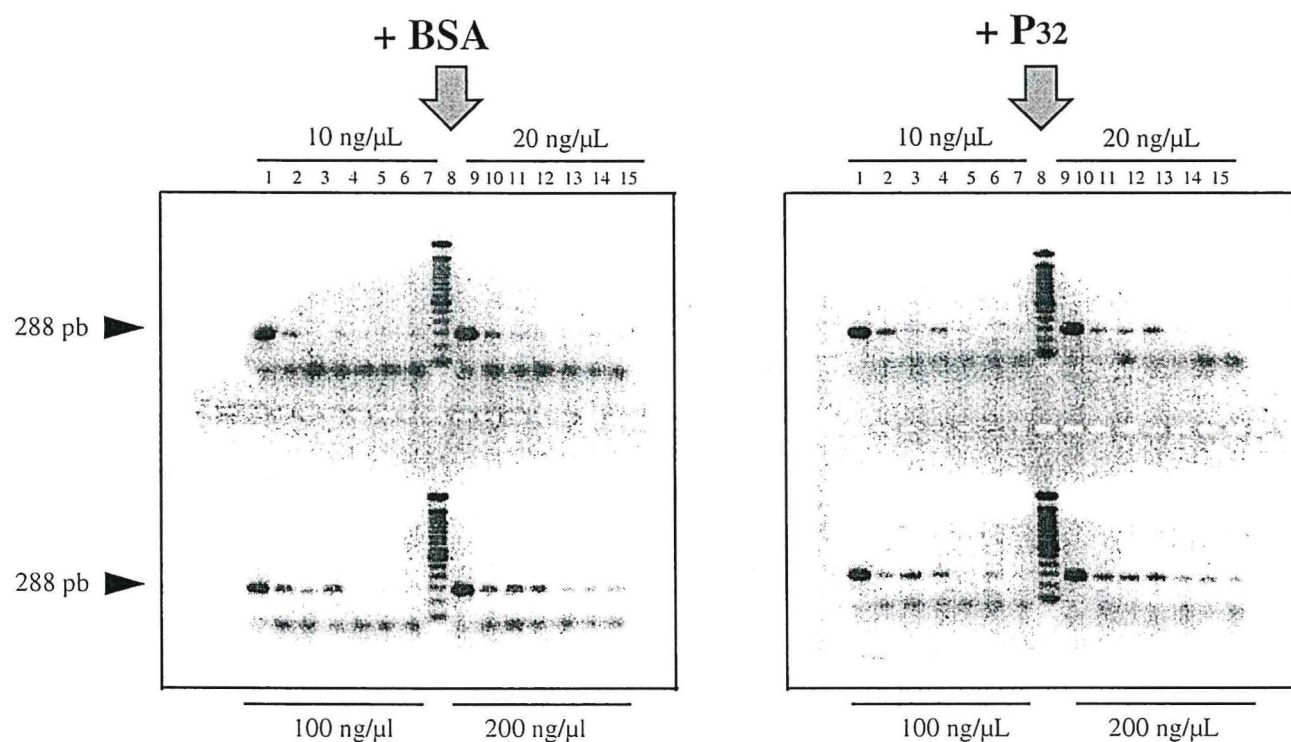 + BSA
+ P32
10 ng/µL 20 ng/µL
10 ng/µL 20 ng/µL
1 2 3 4 5 6 7 8 9 10 11 12 13 14 15
1 2 3 4 5 6 7 8 9 10 11 12 13 14 15
288 pb
288 pb
100 ng/µl 200 ng/µl
100 ng/µL 200 ng/µL